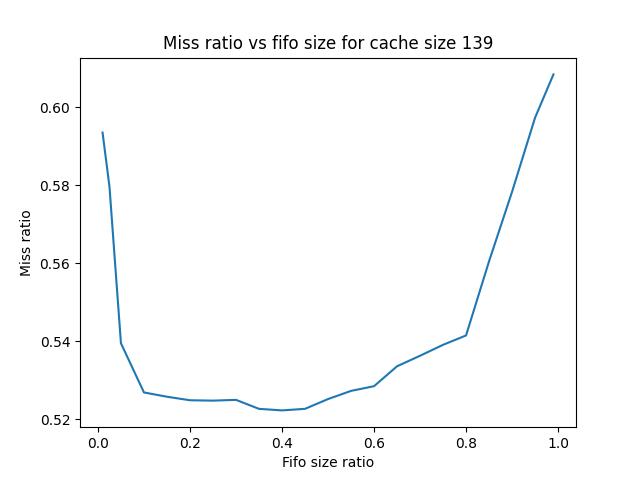 Miss ratio vs fifo size for cache size 139
0.60
0.58
0.56
0.54
0.52
Miss ratio
0.0 0.2 0.4 0.6 0.8 1.0
Fifo size ratio